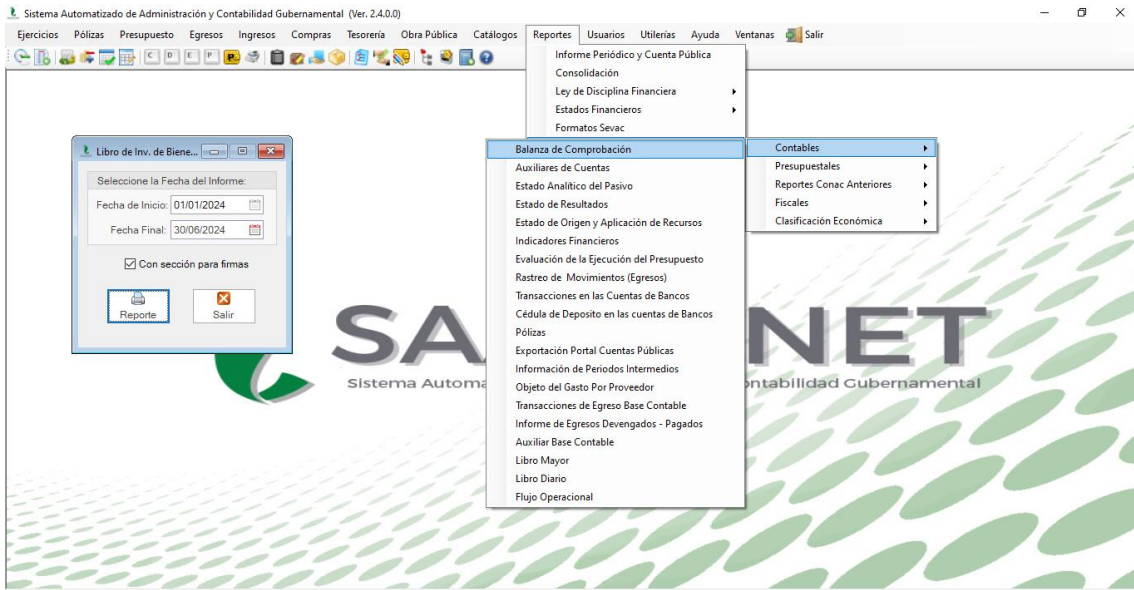 Sistema Automatizado de Administración y Contabilidad Gubernamental (Ver. 2.4.0.0)
Ejercicios Pólizas Presupuesto Egresos Ingresos Compras Tesorería Obra Pública Catálogos Reportes Usuarios Utilerías Ayuda Ventanas Salir
C D E P P
Informe Periódico y Cuenta Pública
Consolidación
Ley de Disciplina Financiera
Estados Financieros
Formatos Sevac
Contables
Presupuestales
Reportes Conac Anteriores
Fiscales
Clasificación Económica
Balanza de Comprobación
Auxiliares de Cuentas
Estado Analítico del Pasivo
Estado de Resultados
Estado de Origen y Aplicación de Recursos
Indicadores Financieros
Evaluación de la Ejecución del Presupuesto
Rastreo de Movimientos (Egresos)
Transacciones en las Cuentas de Bancos
Cédula de Deposito en las cuentas de Bancos
Pólizas
Exportación Portal Cuentas Públicas
Información de Periodos Intermedios
Objeto del Gasto Por Proveedor
Transacciones de Egreso Base Contable
Informe de Egresos Devengados - Pagados
Auxiliar Base Contable
Libro Mayor
Libro Diario
Flujo Operacional
Libro de Inv. de Biene...
Seleccione la Fecha del Informe:
Fecha de Inicio: 01/01/2024
Fecha Final: 30/06/2024
Con sección para firmas
Reporte Salir
SA NET
Sistema Automa ntabilidad Gubernamental